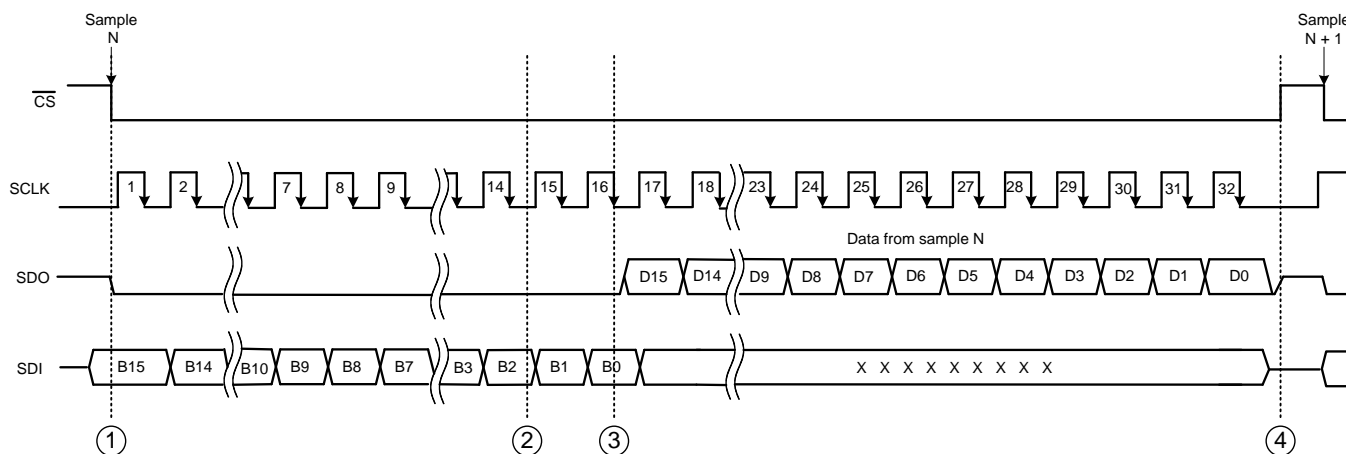 Sample
N
Sample
N + 1
CS
SCLK
1 2 7 8 9 14 15 16 17 18 23 24 25 26 27 28 29 30 31 32
Data from sample N
SDO
D15 D14 D9 D8 D7 D6 D5 D4 D3 D2 D1 D0
SDI
B15 B14 B10 B9 B8 B7 B3 B2 B1 B0 X X X X X X X X X
1 2 3 4